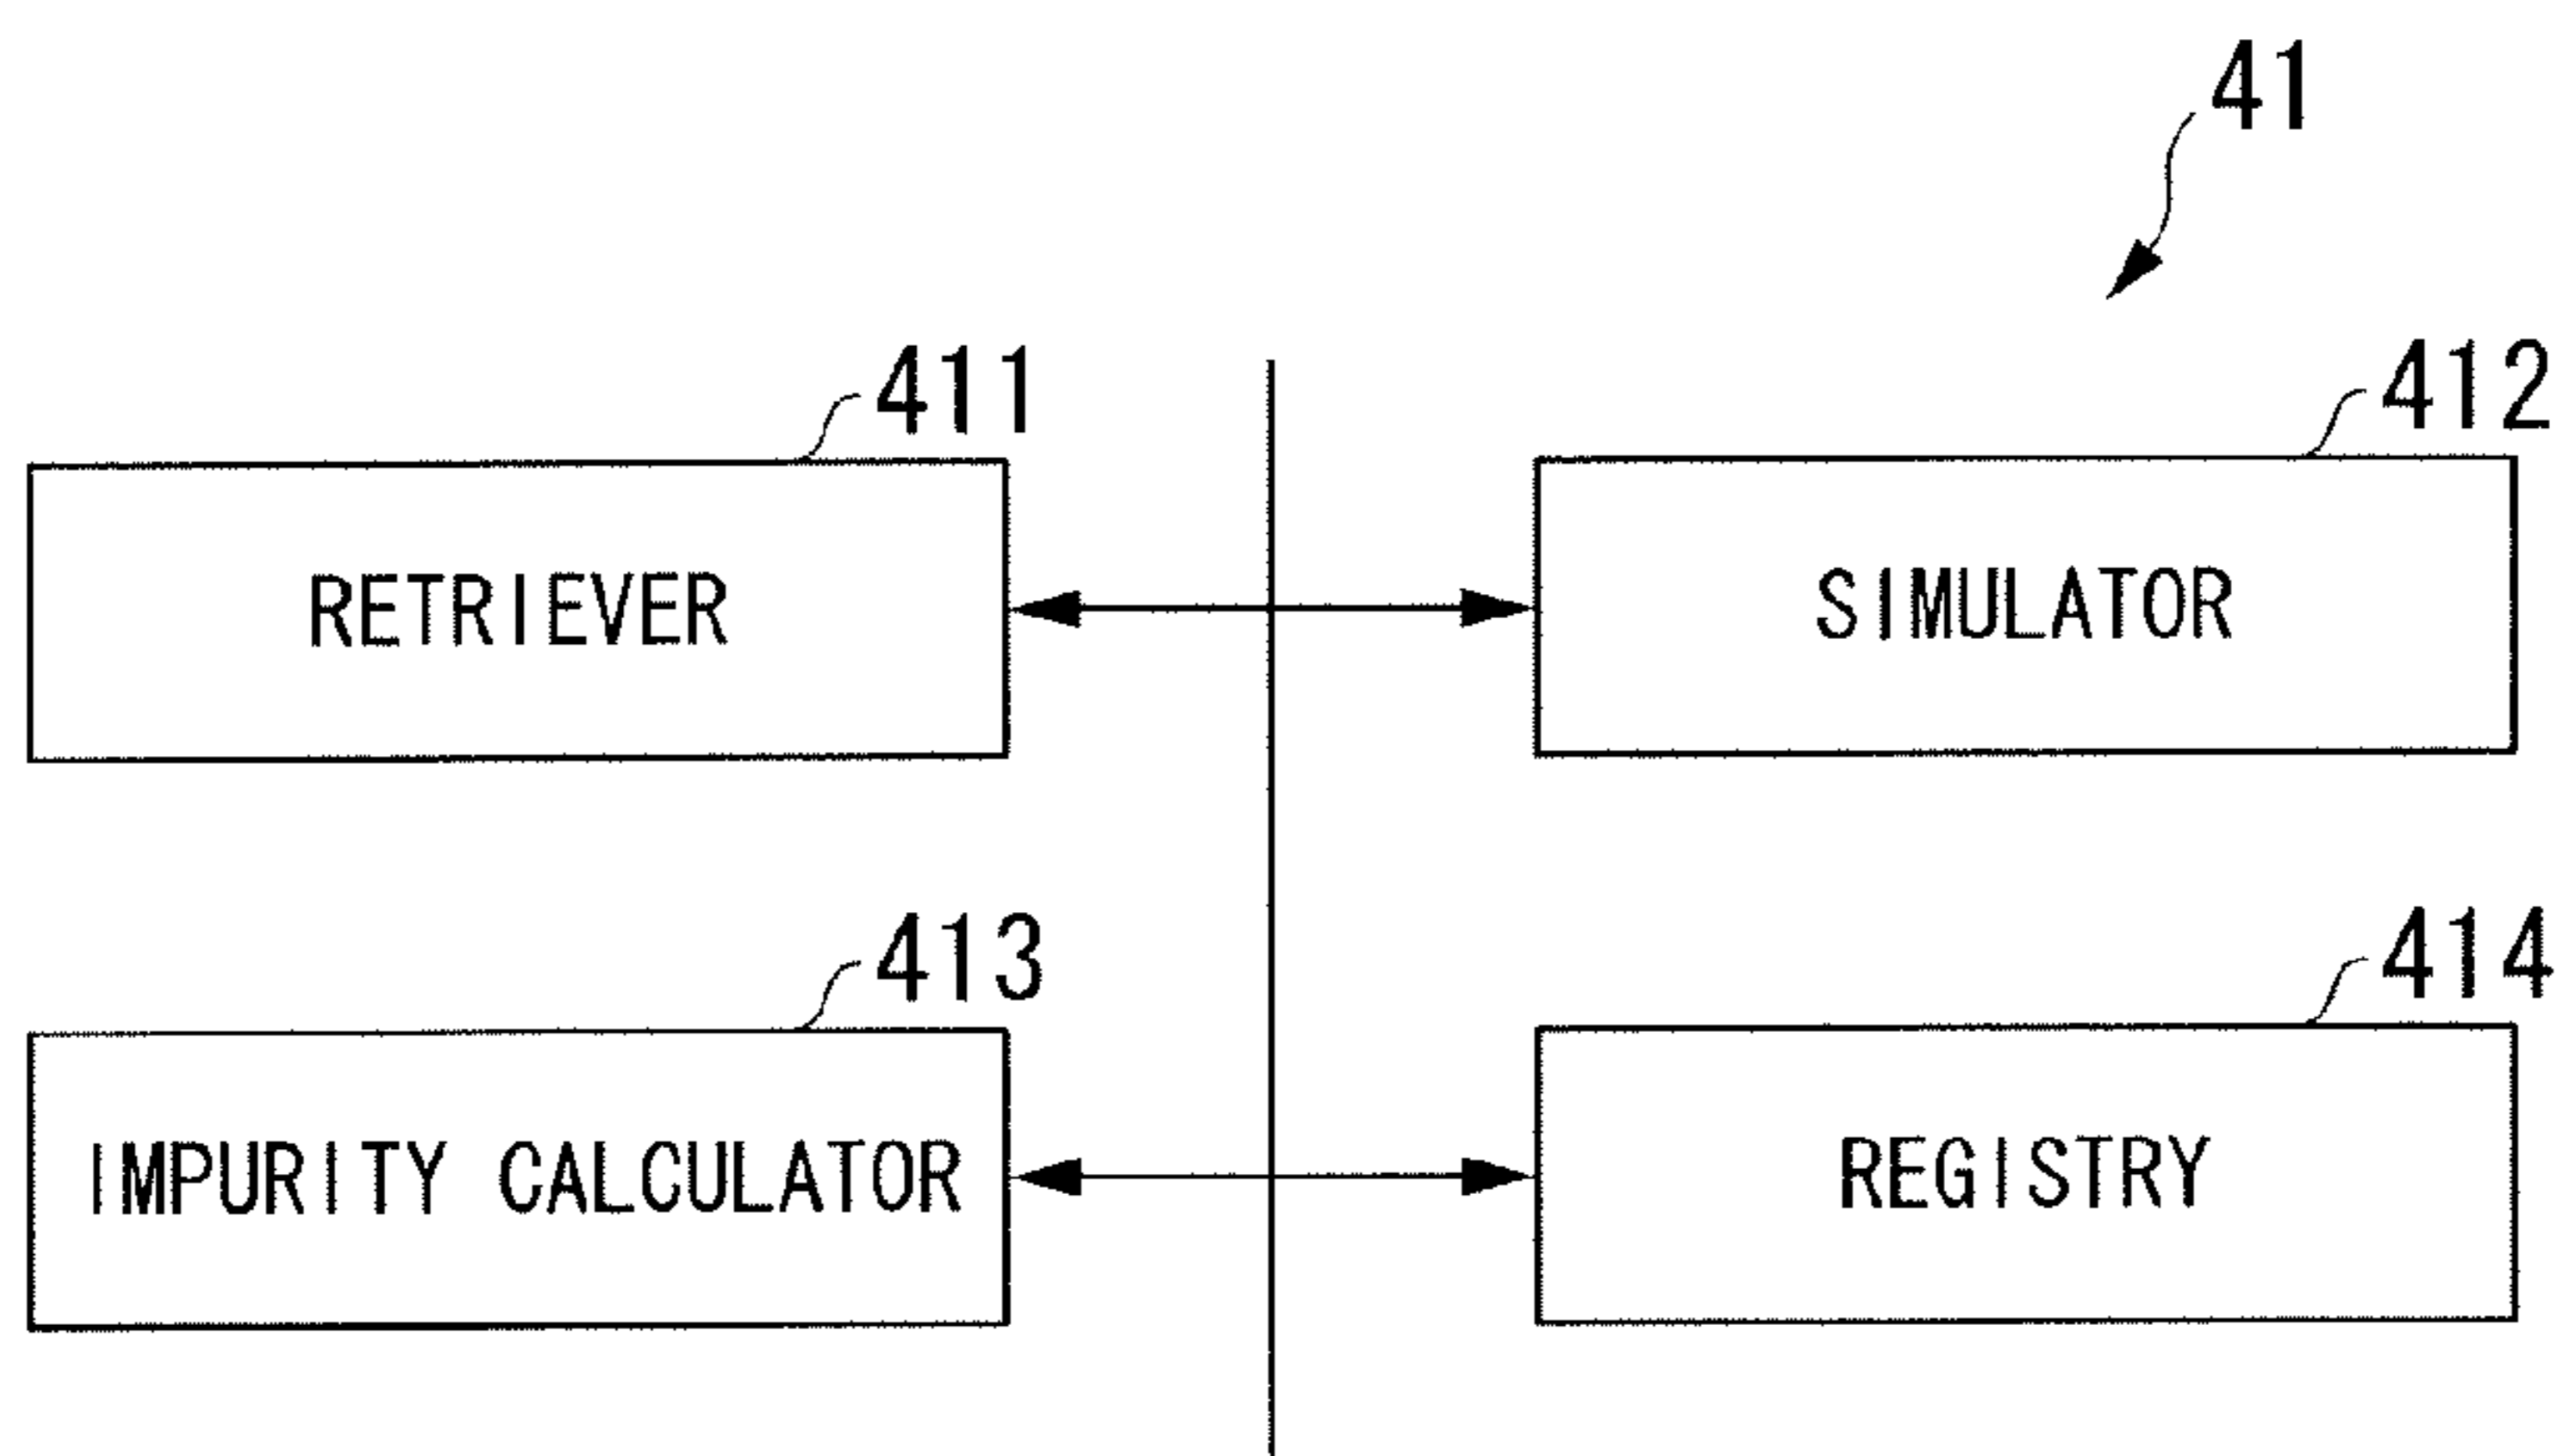 41
411
412
RETRIEVER
SIMULATOR
413
414
IMPURITY CALCULATOR
REGISTRY